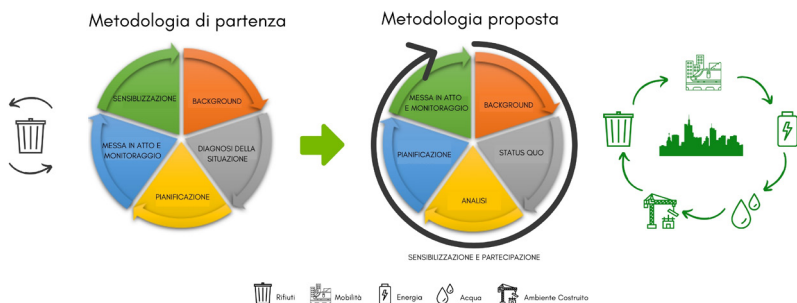 Metodologia di partenza
Metodologia proposta
SENSIBLIZZAZIONE
BACKGROUND
MESSA IN ATTO E
MONITORAGGIO
DIAGNOSI DELLA
SITUAZIONE
PIANIFICAZIONE
MESSA IN ATTO
E MONITORAGGIO
BACKGROUND
PIANIFICAZIONE
STATUS QUO
ANALISI
SENSIBILIZZAZIONE E PARTECIPAZIONE
Rifiuti
Mobilità
Energia
Acqua
Ambiente Costruito